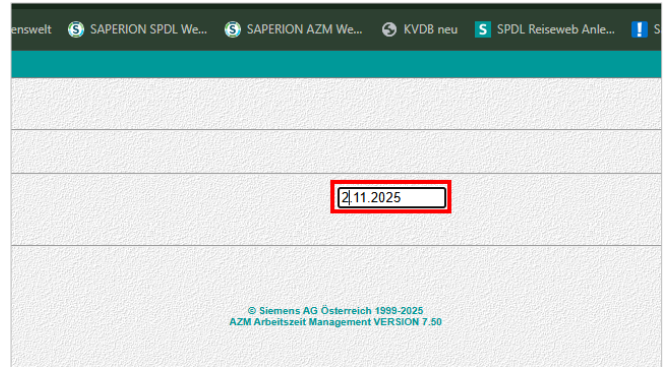 enswelt SAPERION SPDL We... SAPERION AZM We... KVDB neu SPDL Reiseweb Anle... S
2.11.2025
© Siemens AG Österreich 1999-2025
AZM Arbeitszeit Management VERSION 7.50